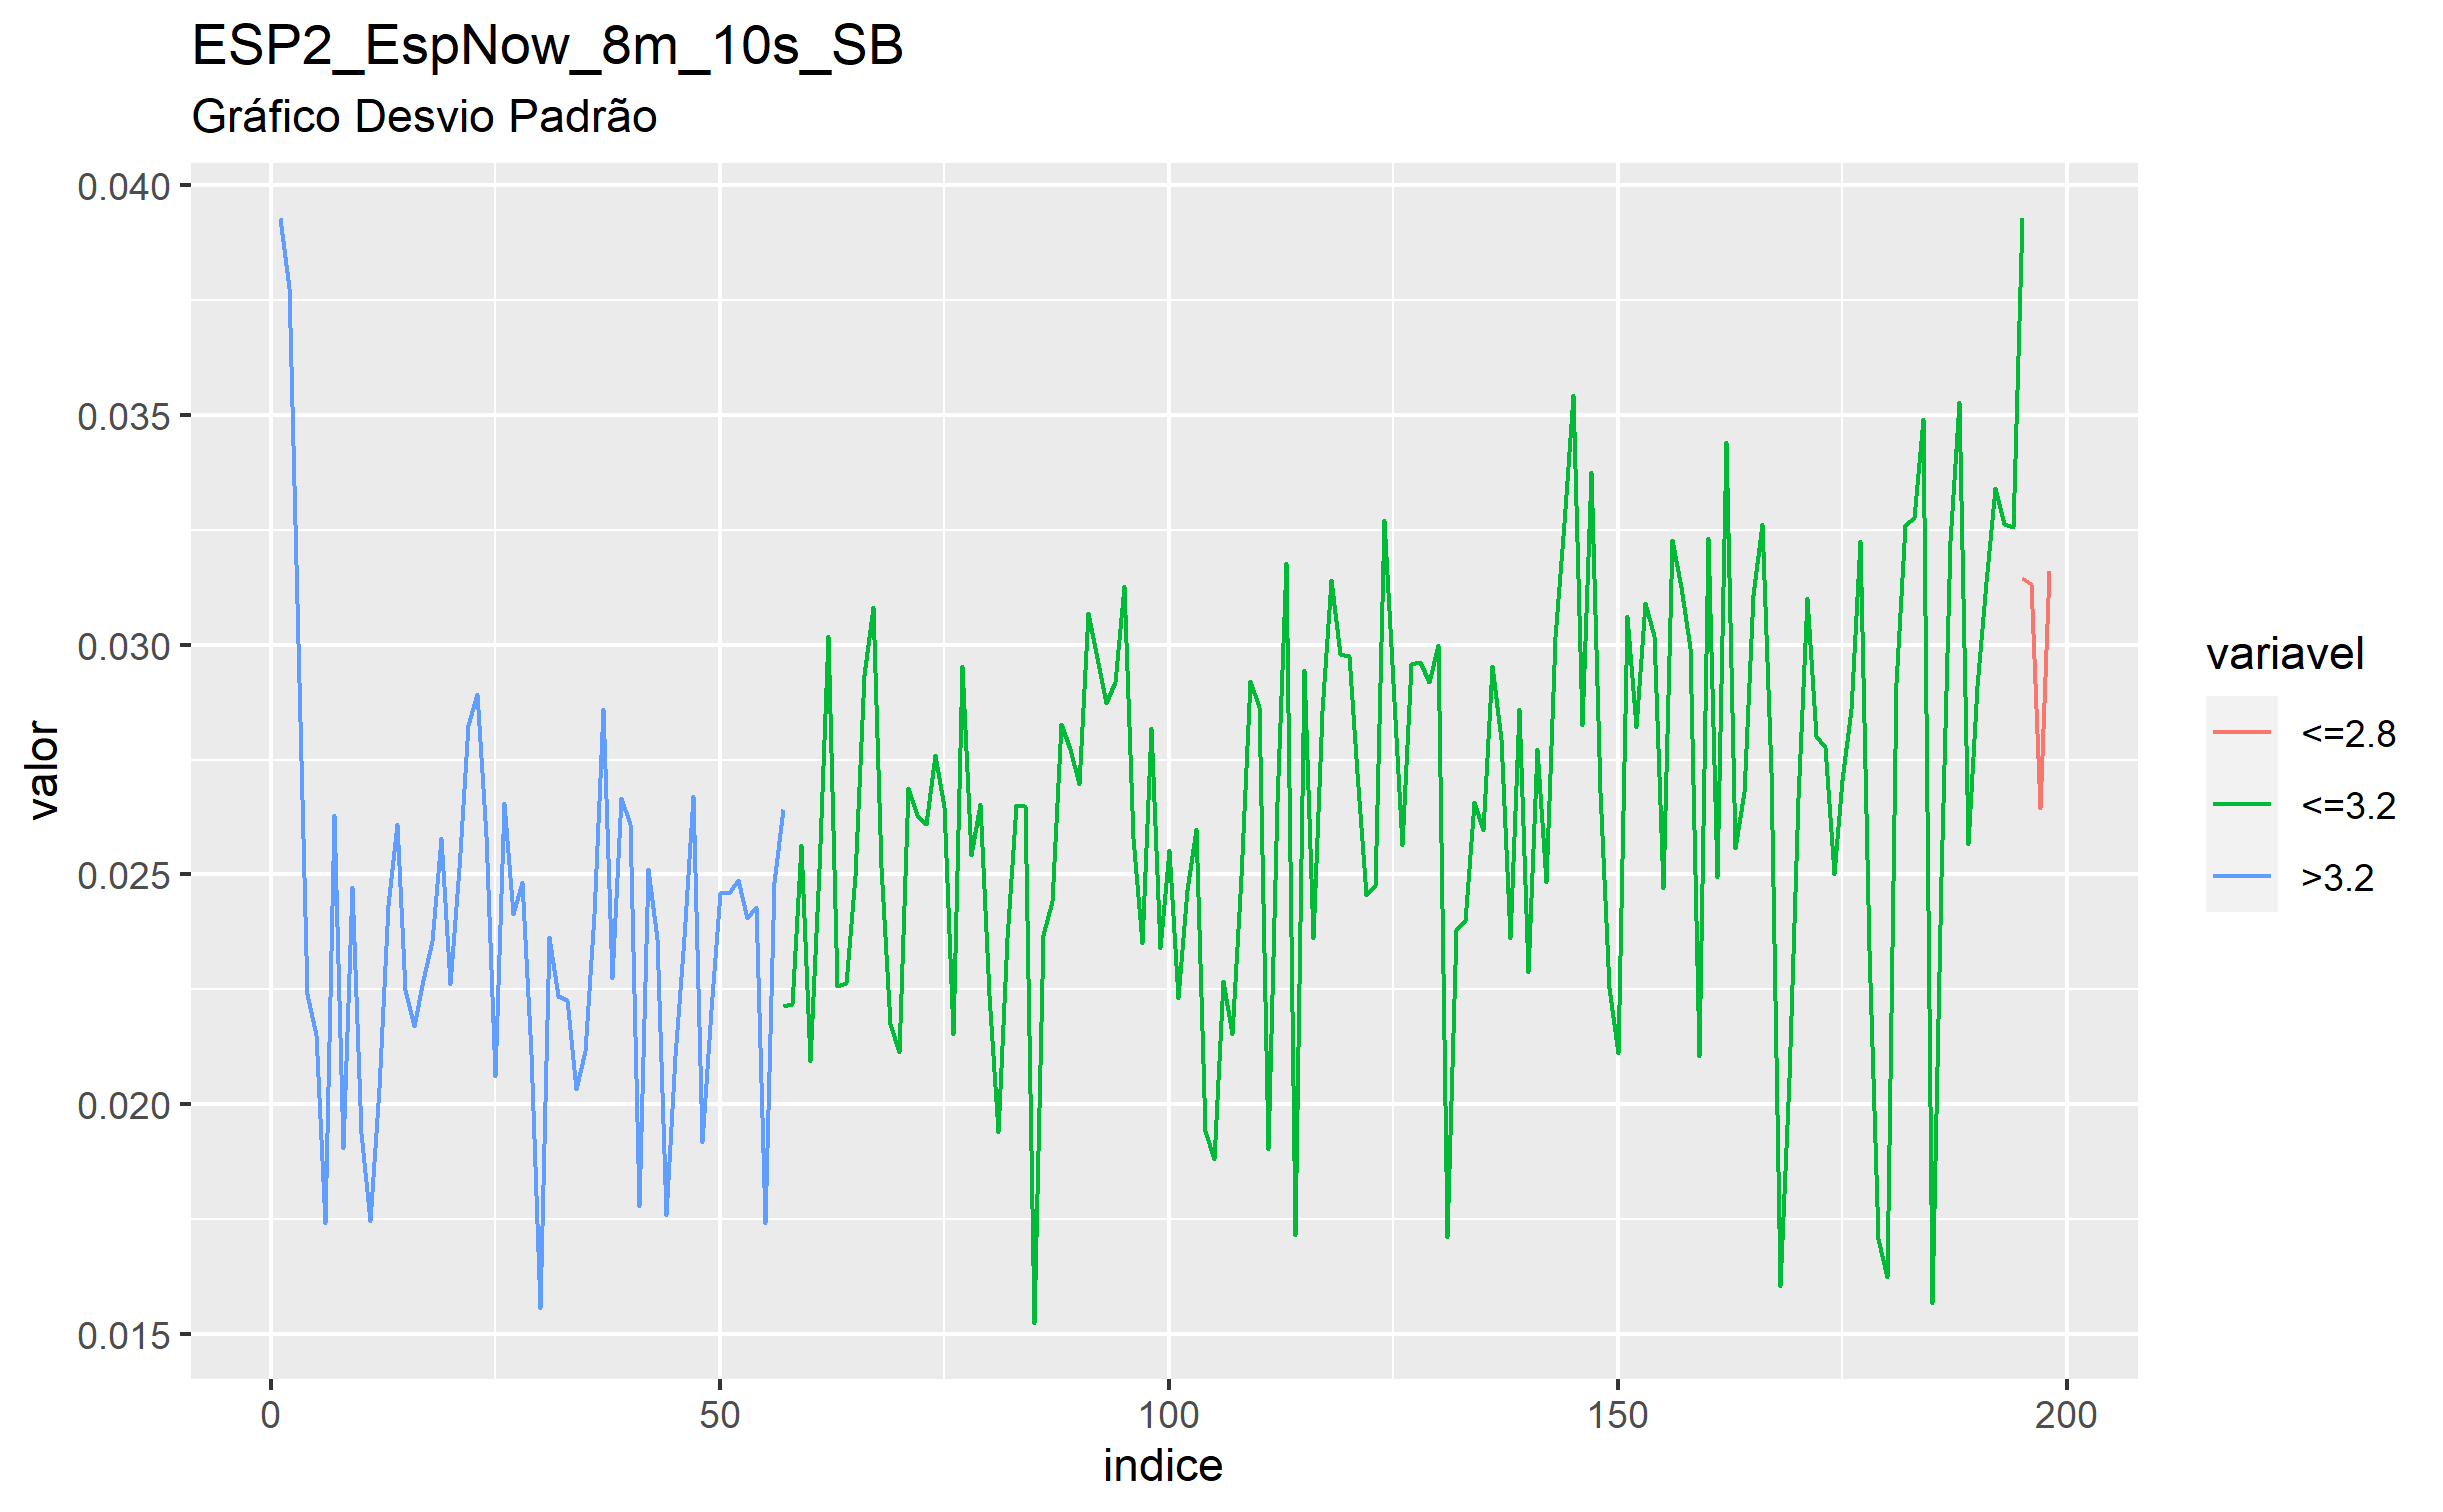 ESP2_EspNow_8m_10s_SB
Gráfico Desvio Padrão
valor
0.040
0.035
0.030
0.025
0.020
0.015
0
50
100
150
200
indice
variavel
<=2.8
<=3.2
>3.2